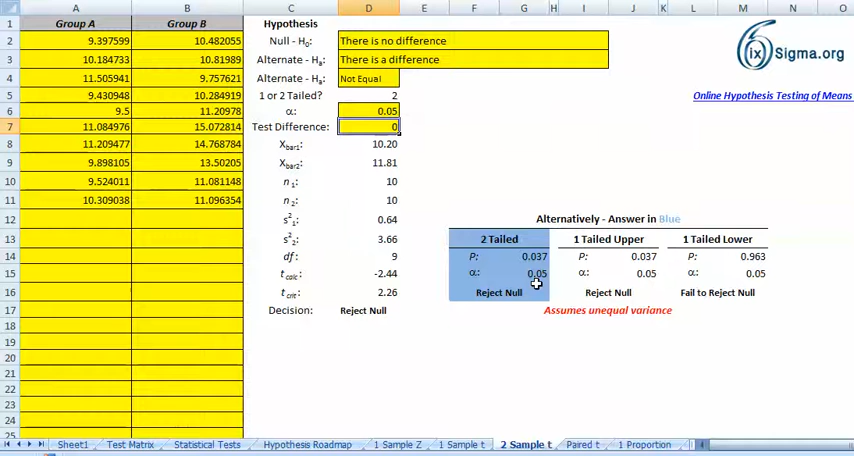 A B C D E F G H I J K L M N O
1 Group A Group B Hypothesis
2 9.397599 10.482055 Null - H0: There is no difference
3 10.184733 10.81989 Alternate - Ha: There is a difference
4 11.505941 9.757621 Alternate - Ha: Not Equal
5 9.430948 10.284919 1 or 2 Tailed? 2
6 9.5 11.20978 α: 0.05
7 11.084976 15.072814 Test Difference: 0
8 11.209477 14.768784 Xbar1: 10.20
9 9.898105 13.50205 Xbar2: 11.81
10 9.524011 11.081148 n 1: 10
11 10.309038 11.096354 n 2: 10
12 s²1: 0.64
13 s²2: 3.66
14 df: 9
15 tcalc -2.44
16 tcrit: 2.26
17 Decision: Reject Null
18
19
20
21
22
23
24
25
6ixSigma.org
Online Hypothesis Testing of Means
Alternatively - Answer in Blue
2 Tailed 1 Tailed Upper 1 Tailed Lower
P: 0.037 P: 0.037 P: 0.963
α: 0.05 α: 0.05 α: 0.05
Reject Null Reject Null Fail to Reject Null
Assumes unequal variance
Sheet1 Test Matrix Statistical Tests Hypothesis Roadmap 1 Sample Z 1 Sample t 2 Sample t Paired t 1 Proportion